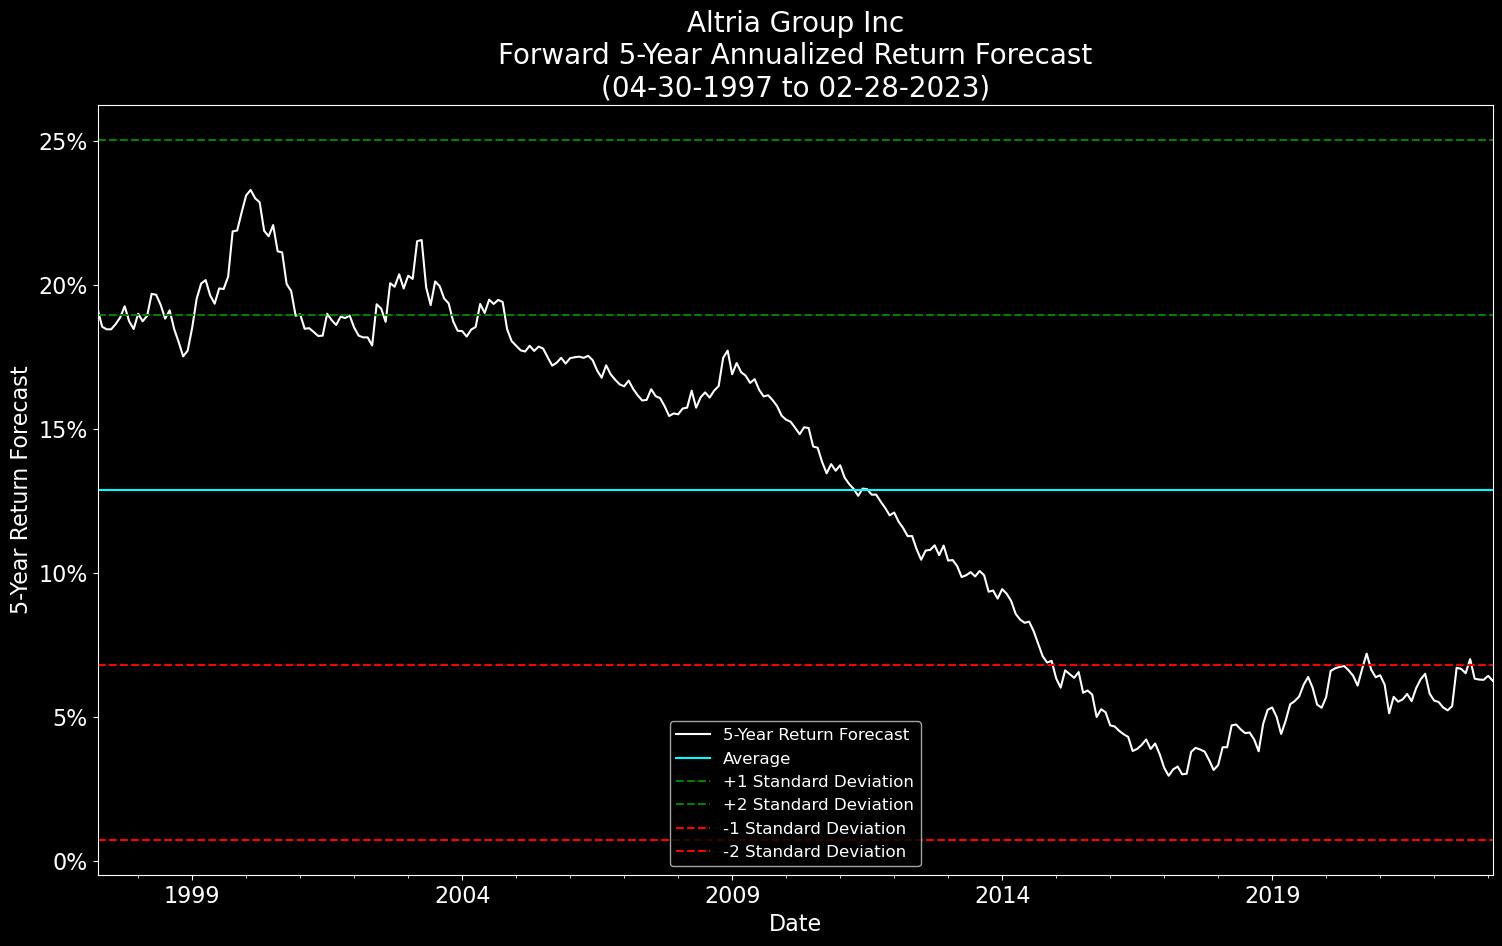 Altria Group Inc
Forward 5-Year Annualized Return Forecast
(04-30-1997 to 02-28-2023)
25%
20%
15%
10%
5%
0%
5-Year Return Forecast
5-Year Return Forecast
Average
+1 Standard Deviation
+2 Standard Deviation
-1 Standard Deviation
-2 Standard Deviation
1999 2004 2009 2014 2019
Date